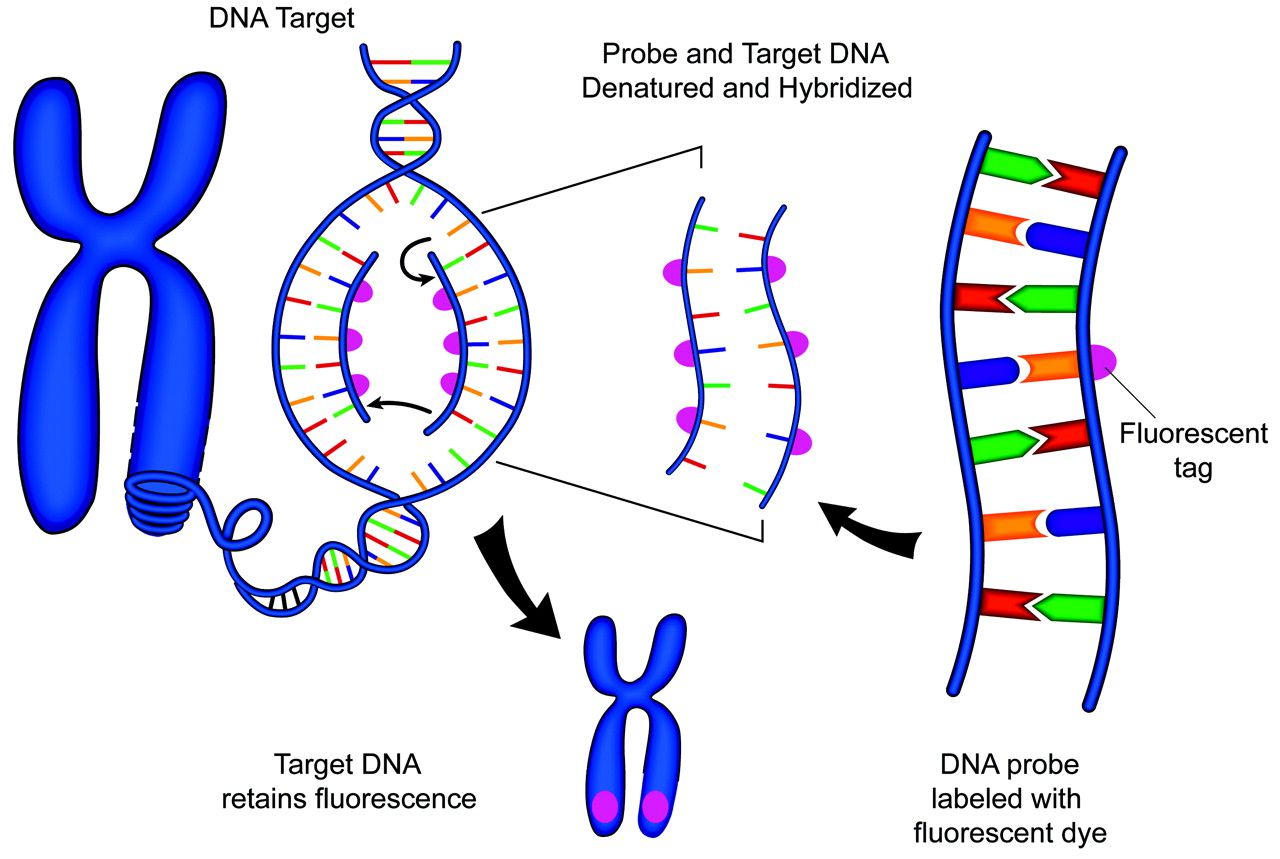 DNA Target
Probe and Target DNA
Denatured and Hybridized
Fluorescent
tag
Target DNA
retains fluorescence
DNA probe
labeled with
fluorescent dye